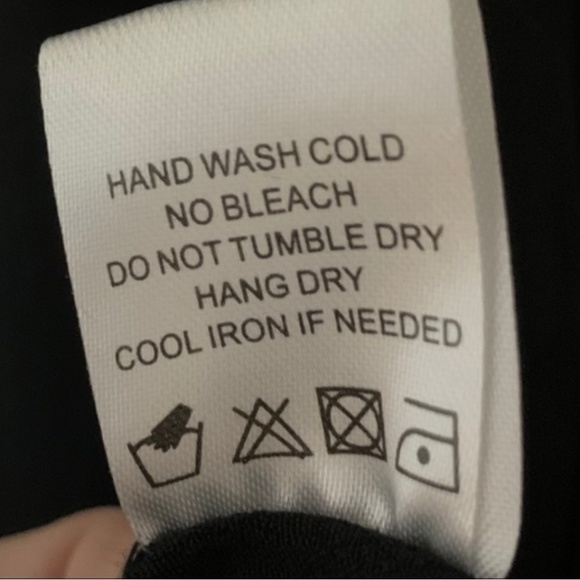 HAND WASH COLD
NO BLEACH
DO NOT TUMBLE DRY
HANG DRY
COOL IRON IF NEEDED